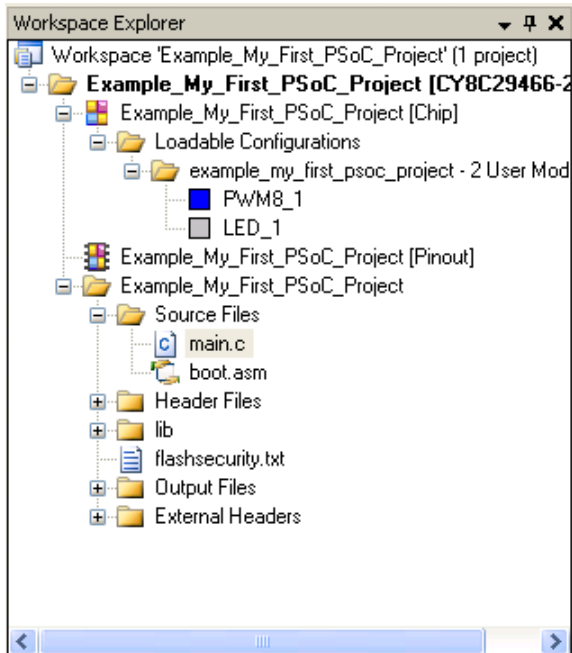 Workspace Explorer
Workspace 'Example_My_First_PSoC_Project' (1 project)
Example_My_First_PSoC_Project [CY8C29466-2
Example_My_First_PSoC_Project [Chip]
Loadable Configurations
example_my_first_psoc_project - 2 User Mod
PWM8_1
LED_1
Example_My_First_PSoC_Project [Pinout]
Example_My_First_PSoC_Project
Source Files
main.c
boot.asm
Header Files
lib
flashsecurity.txt
Output Files
External Headers